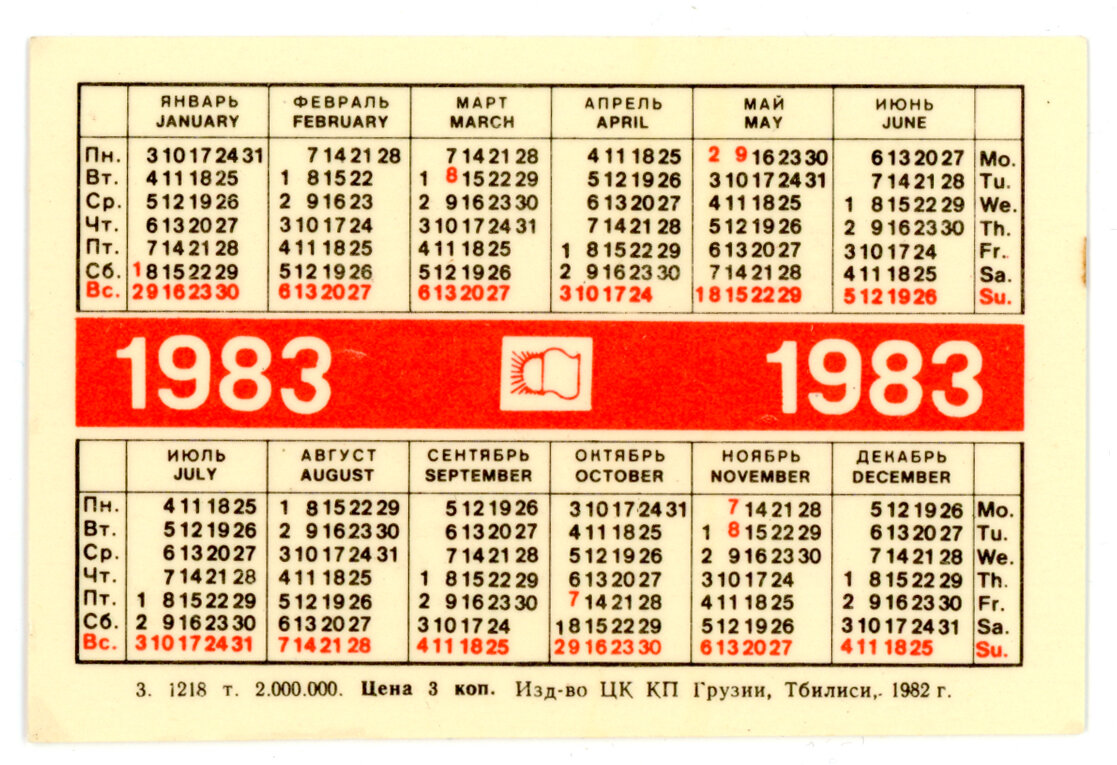 ЯНВАРЬ ФЕВРАЛЬ МАРТ АПРЕЛЬ МАЙ ИЮНЬ
JANUARY FEBRUARY MARCH APRIL MAY JUNE
Пн. 3 10 17 24 31 7 14 21 28 7 14 21 28 4 11 18 25 2 9 16 23 30 6 13 20 27 Mo.
Вт. 4 11 18 25 1 8 15 22 1 8 15 22 29 5 12 19 26 3 10 17 24 31 7 14 21 28 Tu.
Ср. 5 12 19 26 2 9 16 23 2 9 16 23 30 6 13 20 27 4 11 18 25 1 8 15 22 29 We.
Чт. 6 13 20 27 3 10 17 24 3 10 17 24 31 7 14 21 28 5 12 19 26 2 9 16 23 30 Th.
Пт. 7 14 21 28 4 11 18 25 4 11 18 25 1 8 15 22 29 6 13 20 27 3 10 17 24 Fr.
Сб. 1 8 15 22 29 5 12 19 26 5 12 19 26 2 9 16 23 30 7 14 21 28 4 11 18 25 Sa.
Вс. 2 9 16 23 30 6 13 20 27 6 13 20 27 3 10 17 24 1 8 15 22 29 5 12 19 26 Su.
1983 1983
ИЮЛЬ АВГУСТ СЕНТЯБРЬ ОКТЯБРЬ НОЯБРЬ ДЕКАБРЬ
JULY AUGUST SEPTEMBER OCTOBER NOVEMBER DECEMBER
Пн. 4 11 18 25 1 8 15 22 29 5 12 19 26 3 10 17 24 31 7 14 21 28 5 12 19 26 Mo.
Вт. 5 12 19 26 2 9 16 23 30 6 13 20 27 4 11 18 25 1 8 15 22 29 6 13 20 27 Tu.
Ср. 6 13 20 27 3 10 17 24 31 7 14 21 28 5 12 19 26 2 9 16 23 30 7 14 21 28 We.
Чт. 7 14 21 28 4 11 18 25 1 8 15 22 29 6 13 20 27 3 10 17 24 1 8 15 22 29 Th.
Пт. 1 8 15 22 29 5 12 19 26 2 9 16 23 30 7 14 21 28 4 11 18 25 2 9 16 23 30 Fr.
Сб. 2 9 16 23 30 6 13 20 27 3 10 17 24 1 8 15 22 29 5 12 19 26 3 10 17 24 31 Sa.
Вс. 3 10 17 24 31 7 14 21 28 4 11 18 25 2 9 16 23 30 6 13 20 27 4 11 18 25 Su.
З. 1218 т. 2.000.000. Цена 3 коп. Изд-во ЦК КП Грузии, Тбилиси,. 1982 г.